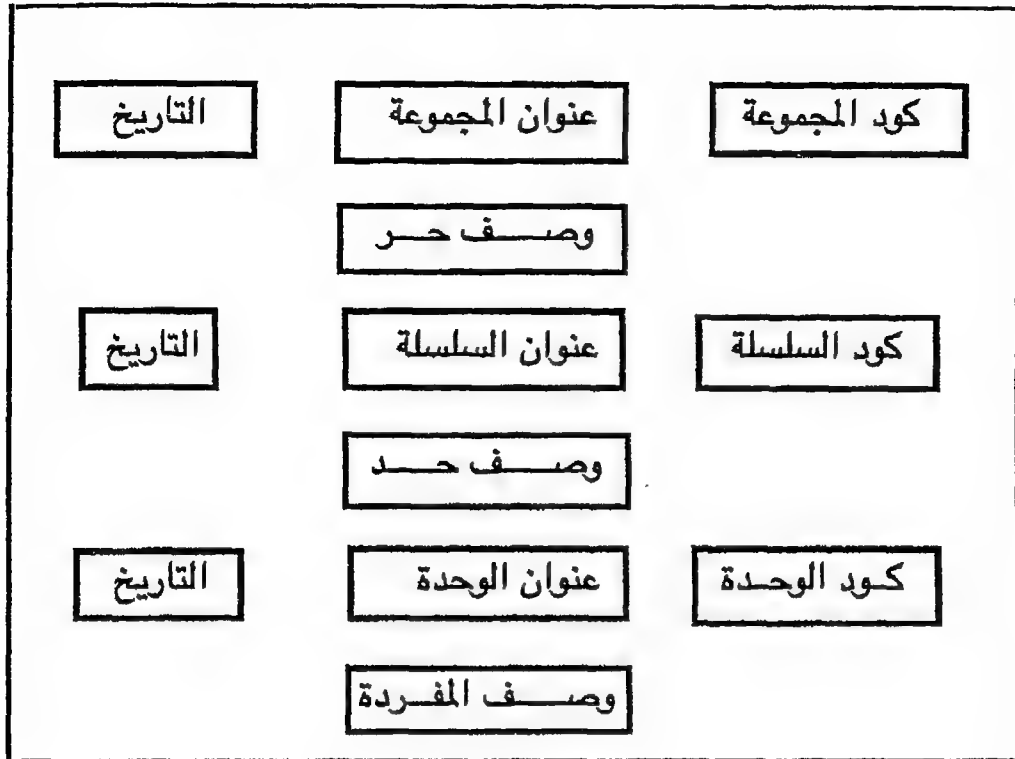 كود المجموعة عنوان المجموعة التاريخ
وصف حر
كود السلسلة عنوان السلسلة التاريخ
وصف حد
كود الوحدة عنوان الوحدة التاريخ
وصف المفردة